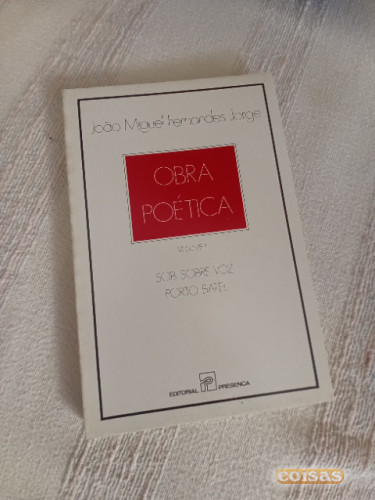 João Miguel Fernandes Jorge
OBRA
POÉTICA
SOB SOBRE VOZ
PORTO BATEL
EDITORIAL PRESENÇA
coisas